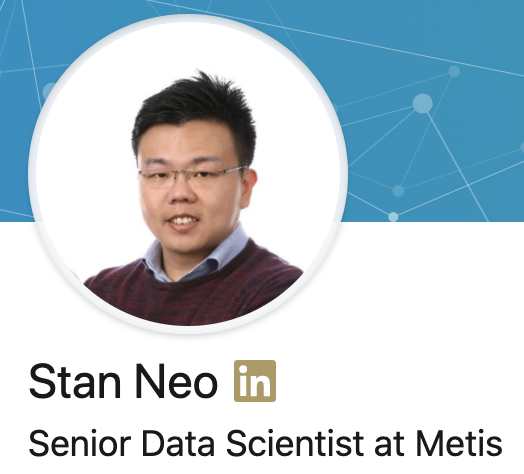 Stan Neo in
Senior Data Scientist at Metis